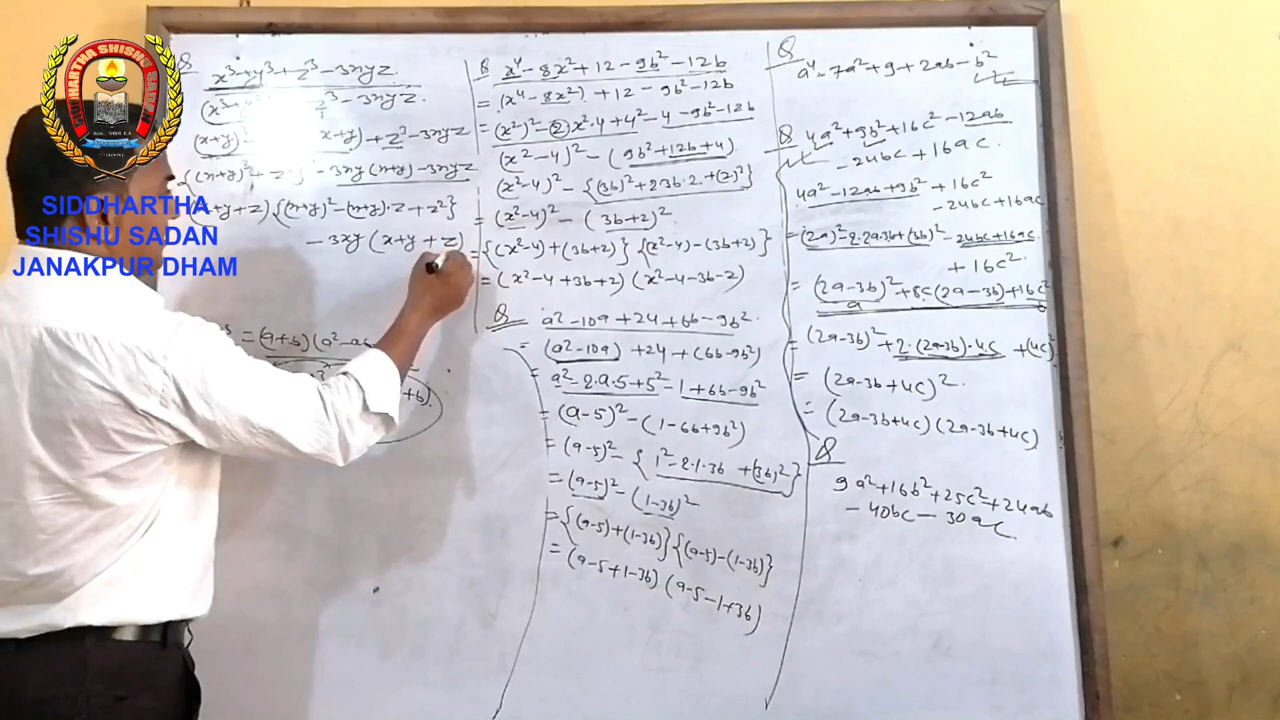 SIDDHARTHA SHISHU SADAN
SIDDHARTHA
SHISHU SADAN
JANAKPUR DHAM
Q
x³+y³+z³-3xyz.
z³-3xyz.
(x+y) x+y)+z³-3xyz
-3xy(x+y)-3xyz
+y+z){(x+y)²-(x+y).z+z²}
-3xy(x+y+z)
=(a+b)(a²-ab
+b).
Q x⁴-8x²+12-9b²-12b
=(x⁴-8x²)+12-9b²-12b
=(x²)²-2x².4+4²-4-9b²-12b
(x²-4)²-(9b²+12b+4)
(x²-4)²-{(3b)²+2.3b.2.+(2)²}
=(x²-4)²-(3b+2)²
={(x²-4)+(3b+2)}{(x²-4)-(3b+2)}
=(x²-4+3b+2)(x²-4-3b-2)
Q a²-10a+24+6b-9b².
=(a²-10a)+24+(6b-9b²)
=a²-2.a.5+5²-1+6b-9b²
=(a-5)²-(1-6b+9b²)
=(a-5)²-{1²-2.1.3b+(3b)²}
=(a-5)²-(1-3b)²
={(a-5)+(1-3b)}{(a-5)-(1-3b)}
=(a-5+1-3b)(a-5-1+3b)
Q
a⁴-7a²+9+2ab-b²
Q 4a²+9b²+16c²-12ab
-24bc+16ac.
4a²-12ab+9b²+16c²
-24bc+16ac
=(2a)²-2.2a.3b+(3b)²-24bc+16ac
+16c².
=(2a-3b)²+8c(2a-3b)+16c²
a b
=(2a-3b)²+2.(2a-3b).4c+(4c)²
=(2a-3b+4c)².
=(2a-3b+4c)(2a-3b+4c)
Q
9a²+16b²+25c²+24ab
-40bc-30ac.